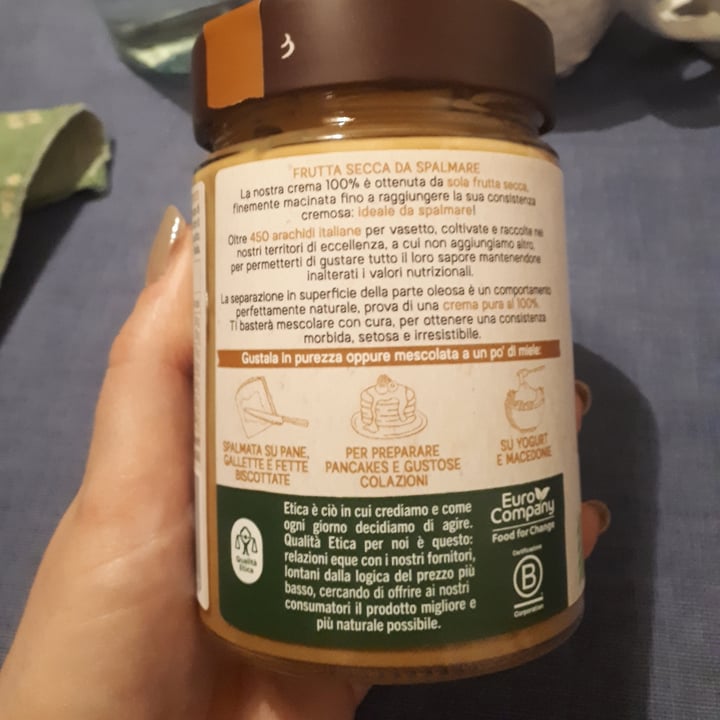 FRUTTA SECCA DA SPALMARE
La nostra crema 100% è ottenuta da sola frutta secca,
finemente macinata fino a raggiungere la sua consistenza
cremosa: ideale da spalmare!
Oltre 450 arachidi italiane per vasetto, coltivate e raccolte nei
nostri territori di eccellenza, a cui non aggiungiamo altro,
per permetterti di gustare tutto il loro sapore mantenendone
inalterati i valori nutrizionali.
La separazione in superficie della parte oleosa è un comportamento
perfettamente naturale, prova di una crema pura al 100%.
Ti basterà mescolare con cura, per ottenere una consistenza
morbida, setosa e irresistibile.
Gustala in purezza oppure mescolata a un po' di miele:
SPALMATA SU PANE,
GALLETTE E FETTE
BISCOTTATE
PER PREPARARE
PANCAKES E GUSTOSE
COLAZIONI
SU YOGURT
E MACEDONIE
Qualità
Etica
Etica è ciò in cui crediamo e come
ogni giorno decidiamo di agire.
Qualità Etica per noi è questo:
relazioni eque con i nostri fornitori,
lontani dalla logica del prezzo più
basso, cercando di offrire ai nostri
consumatori il prodotto migliore e
più naturale possibile.
Euro
Company
Food for Change
Certificazione
B
Corporation